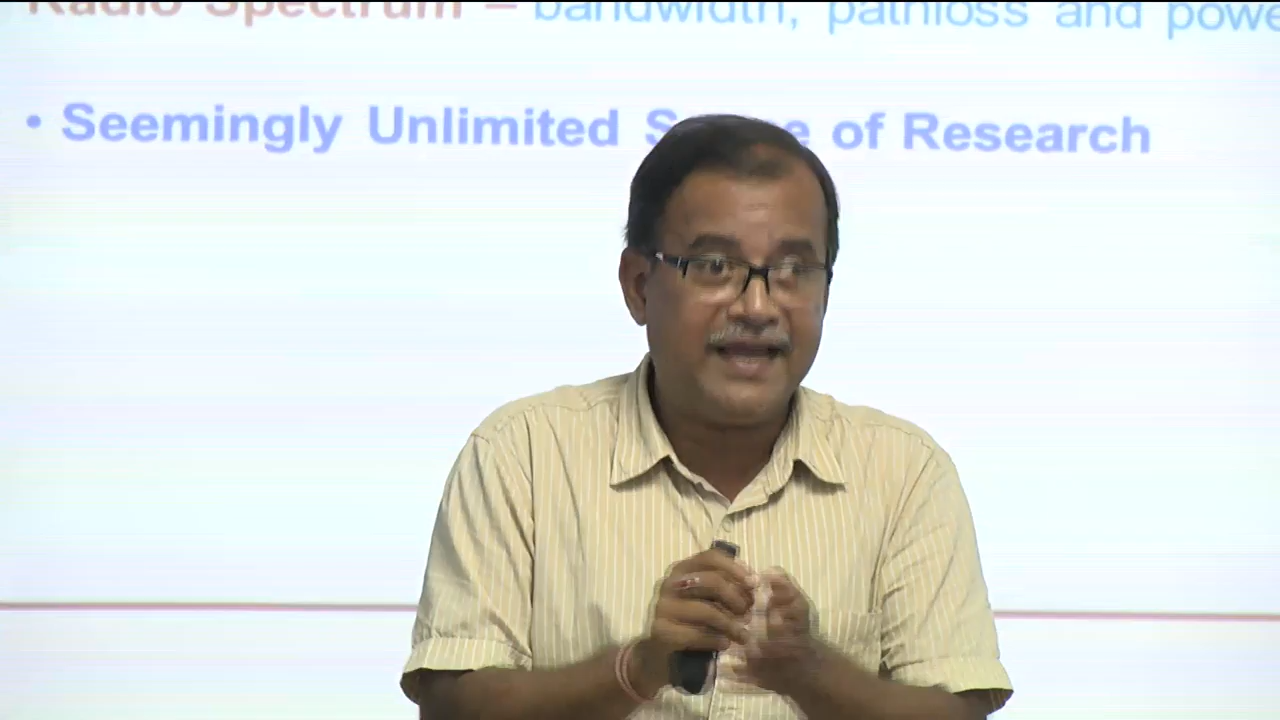 Radio Spectrum – bandwidth, pathloss and powe
• Seemingly Unlimited of Research